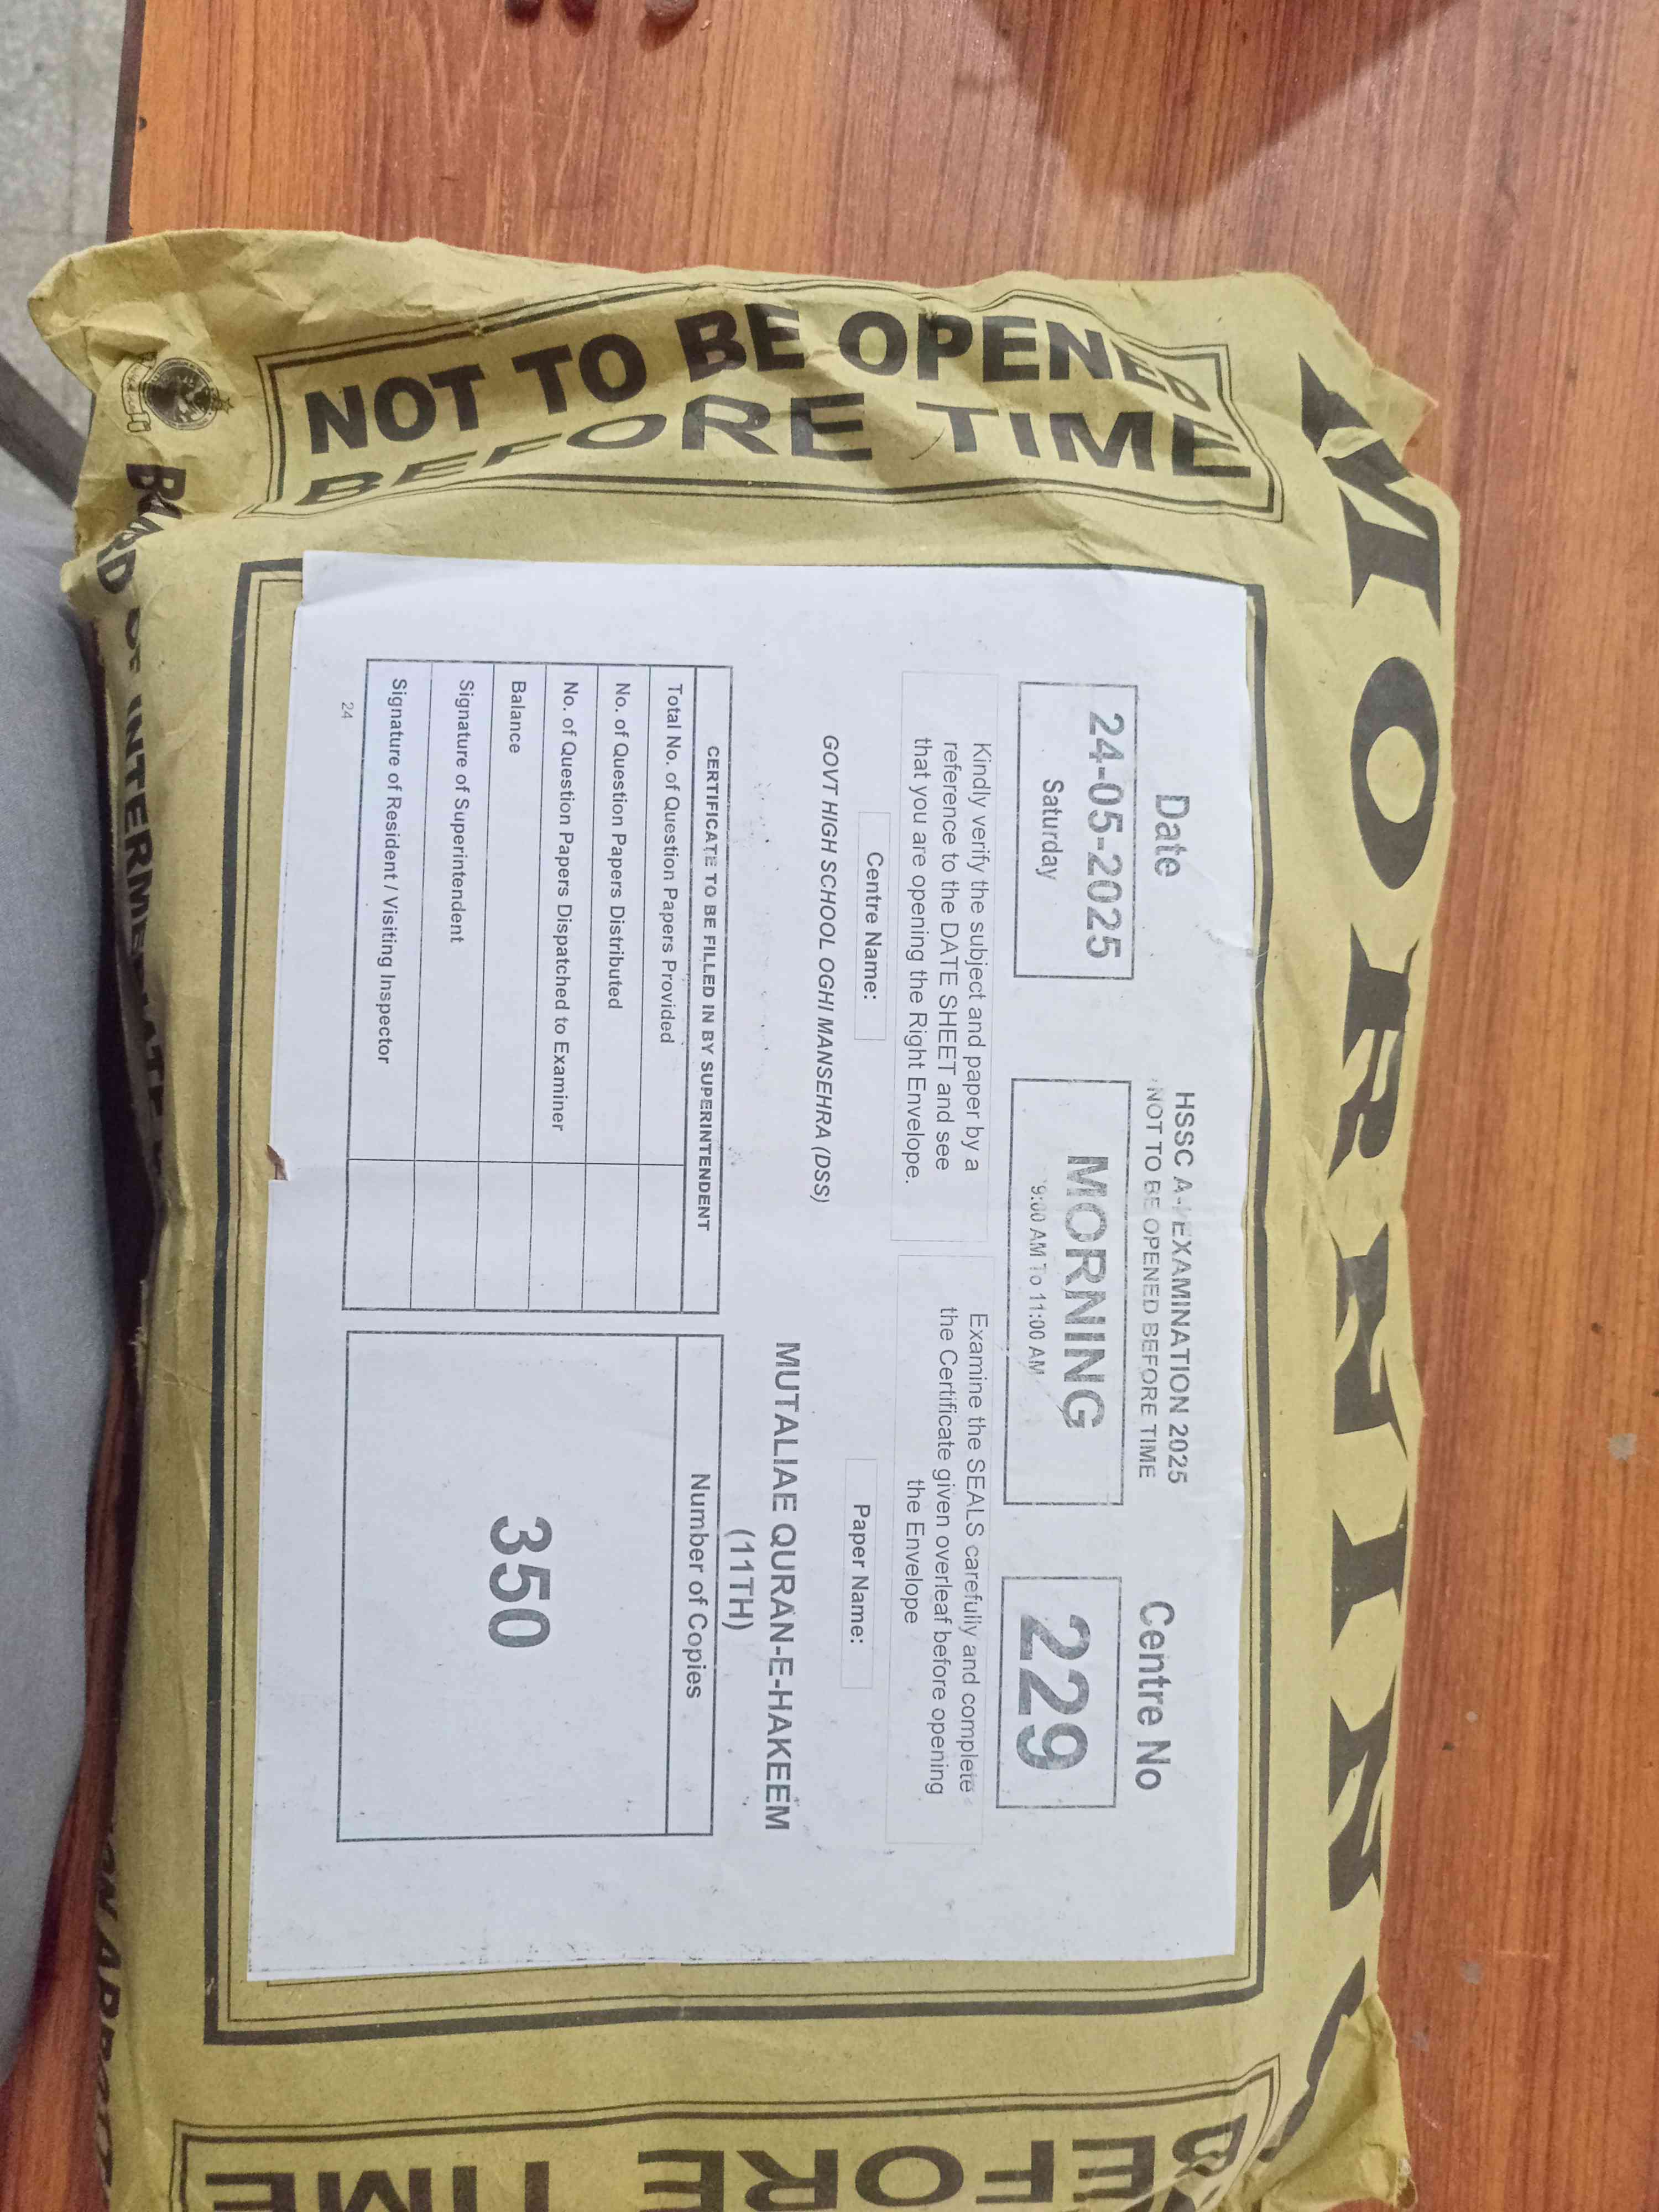 MORNING
NOT TO BE OPENED
BEFORE TIME
Date
24-05-2025
Saturday
HSSC A-I EXAMINATION 2025
NOT TO BE OPENED BEFORE TIME
MORNING
9:00 AM To 11:00 AM
Centre No
229
Kindly verify the subject and paper by a
reference to the DATE SHEET and see
that you are opening the Right Envelope.
Examine the SEALS carefully and complete
the Certificate given overleaf before opening
the Envelope
Centre Name:
GOVT HIGH SCHOOL OGHI MANSEHRA (DSS)
Paper Name:
MUTALIAE QURAN-E-HAKEEM
(11TH)
CERTIFICATE TO BE FILLED IN BY SUPERINTENDENT
Total No. of Question Papers Provided
No. of Question Papers Distributed
No. of Question Papers Dispatched to Examiner
Balance
Signature of Superintendent
Signature of Resident / Visiting Inspector
Number of Copies
350
24
BEFORE
TIME
BOARD OF INTERMEDIATE